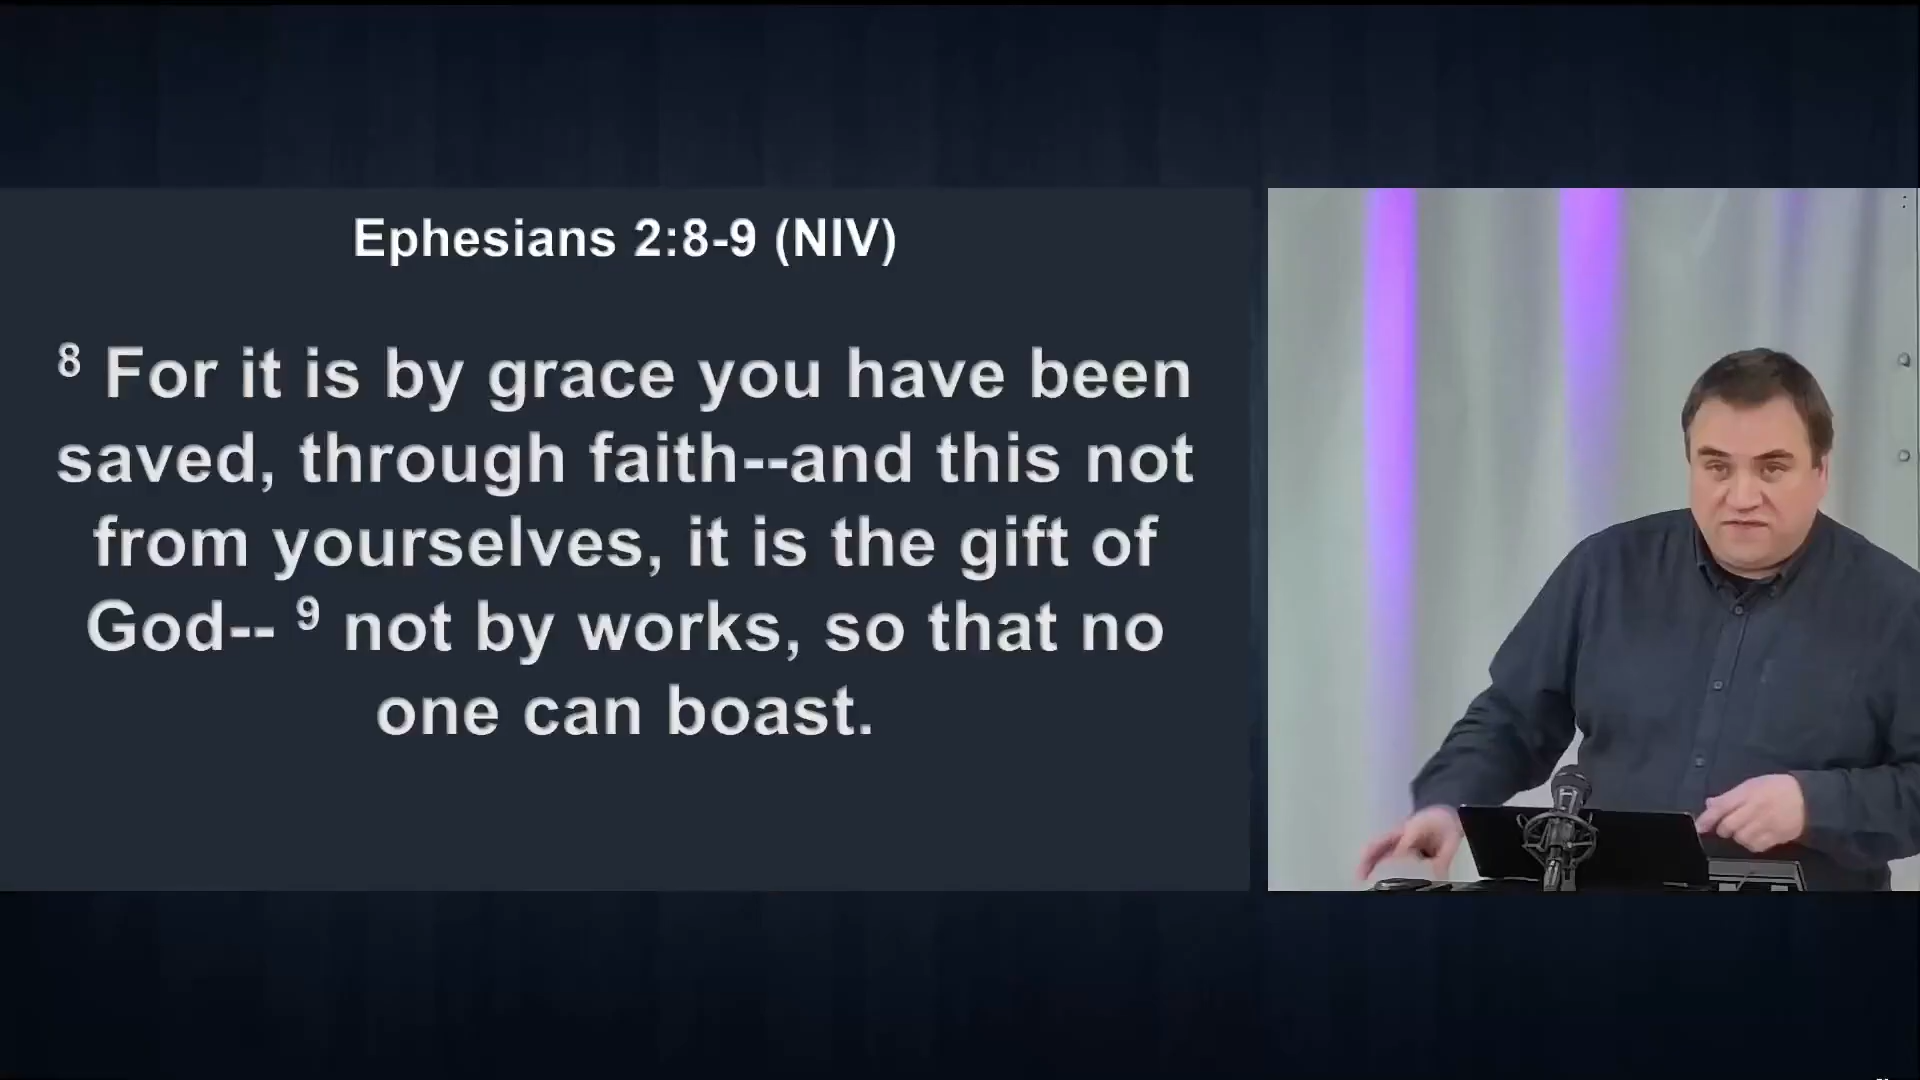 Ephesians 2:8-9 (NIV)
8 For it is by grace you have been
saved, through faith--and this not
from yourselves, it is the gift of
God-- 9 not by works, so that no
one can boast.